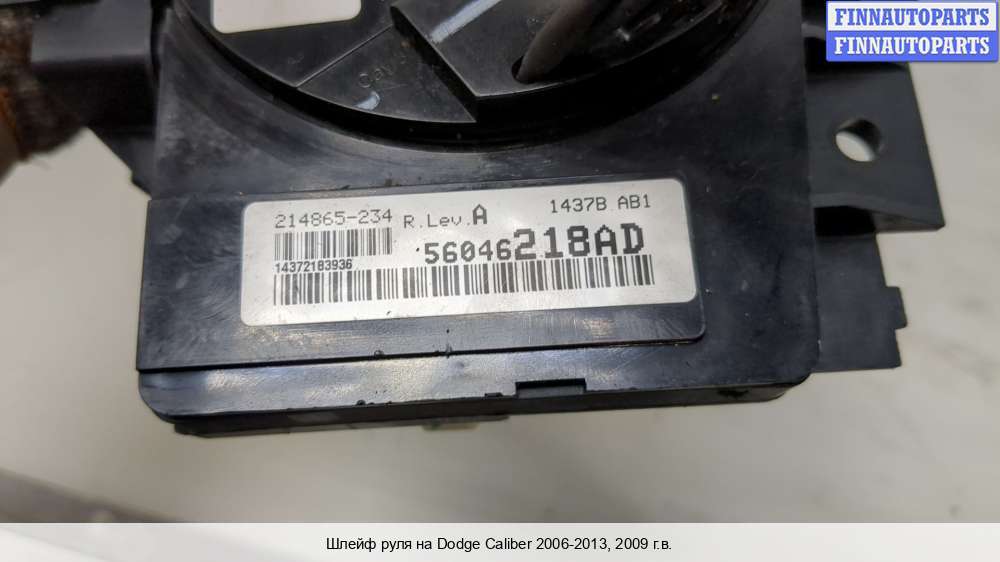 FINNAUTOPARTS
FINNAUTOPARTS
214865-234 R.Lev.A 1437B AB1
14372183936 56046218AD
Шлейф руля на Dodge Caliber 2006-2013, 2009 г.в.